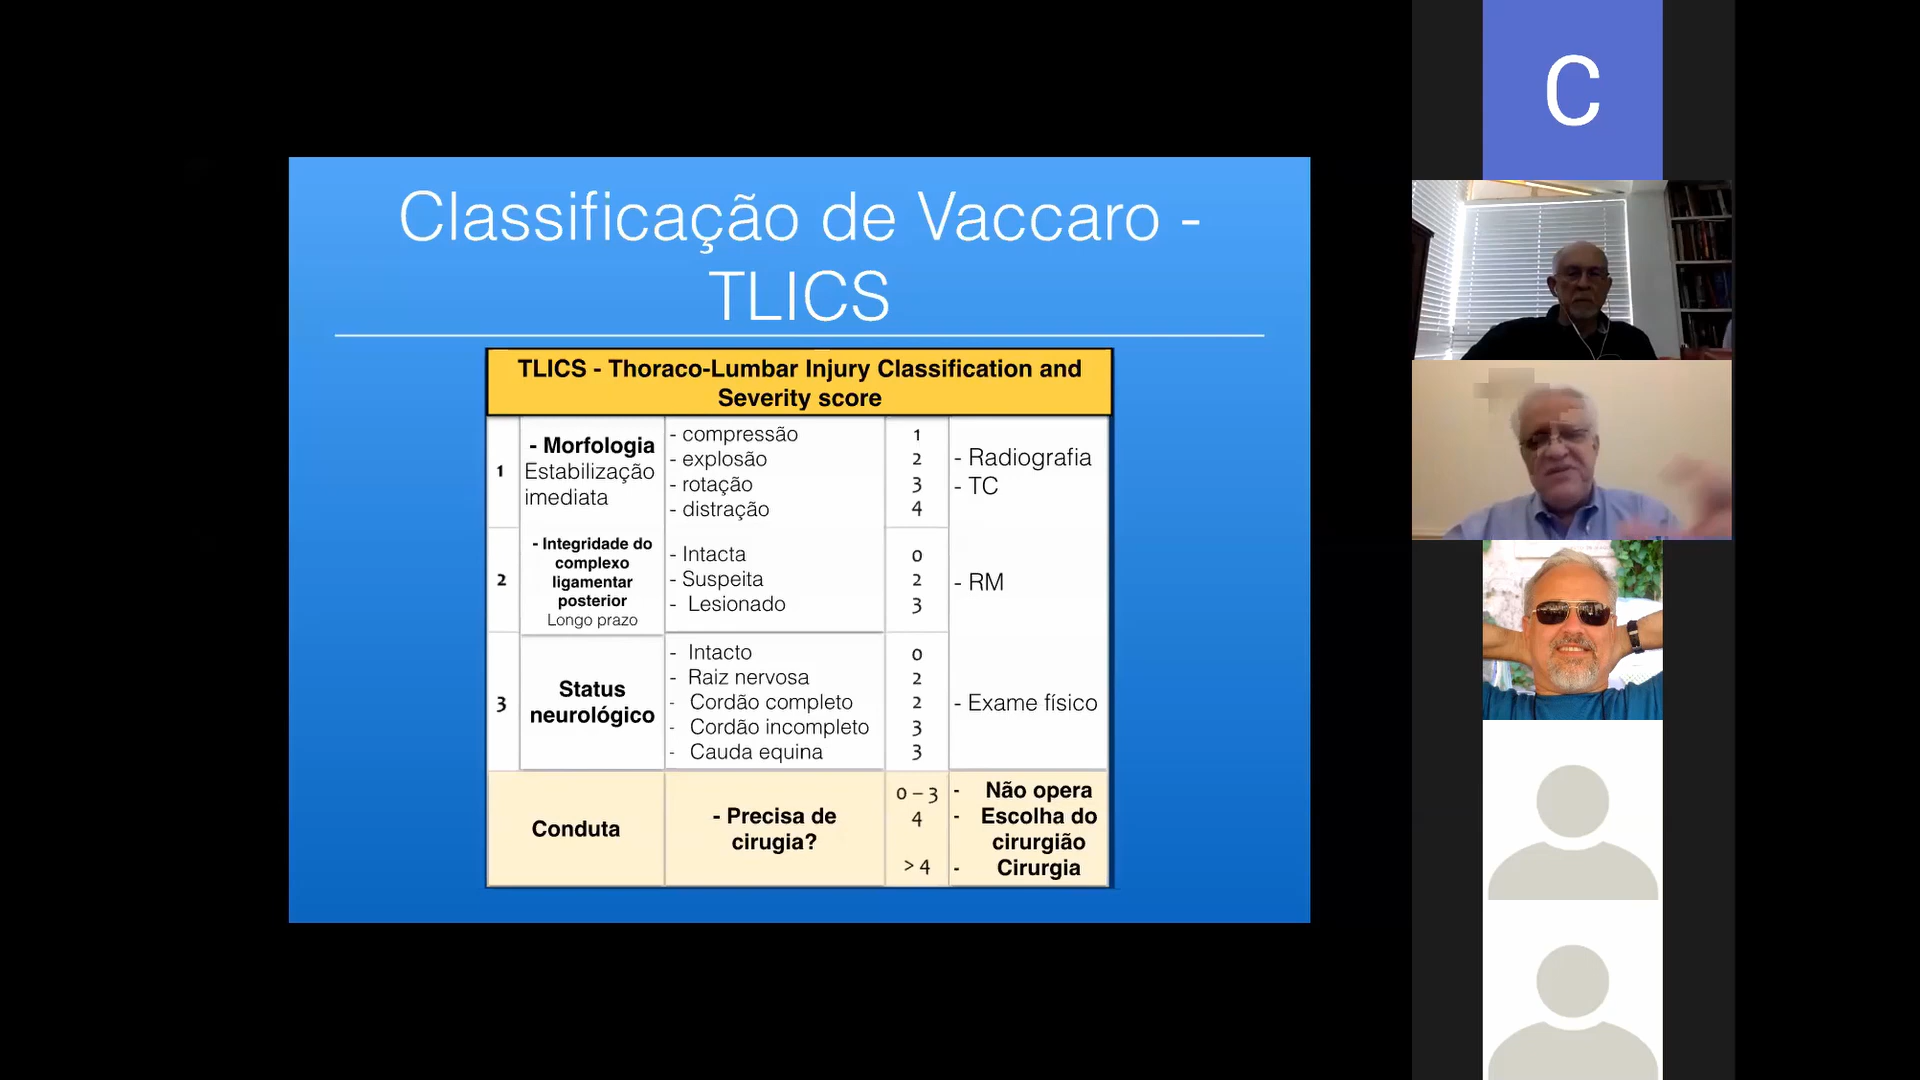 Classificação de Vaccaro -
TLICS
TLICS - Thoraco-Lumbar Injury Classification and
Severity score
1
- Morfologia
Estabilização
imediata
- compressão
- explosão
- rotação
- distração
1
2
3
4
- Radiografia
- TC
2
- Integridade do
complexo
ligamentar
posterior
Longo prazo
- Intacta
- Suspeita
- Lesionado
0
2
3
- RM
3
Status
neurológico
- Intacto
- Raiz nervosa
- Cordão completo
- Cordão incompleto
- Cauda equina
0
2
2
3
3
- Exame físico
Conduta
- Precisa de
cirugia?
0 – 3
4
> 4
- Não opera
- Escolha do
cirurgião
- Cirurgia
C